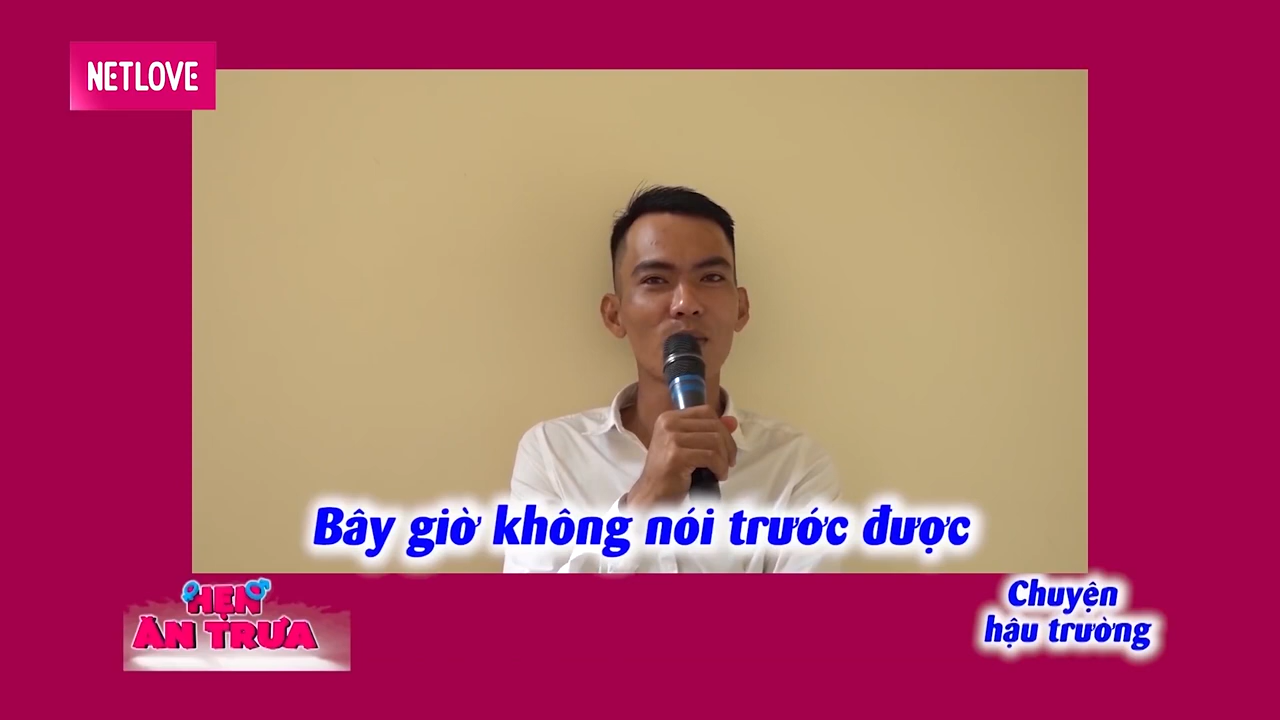 NETLOVE
Bây giờ không nói trước được
HẸN
ĂN TRƯA
Chuyện
hậu trường